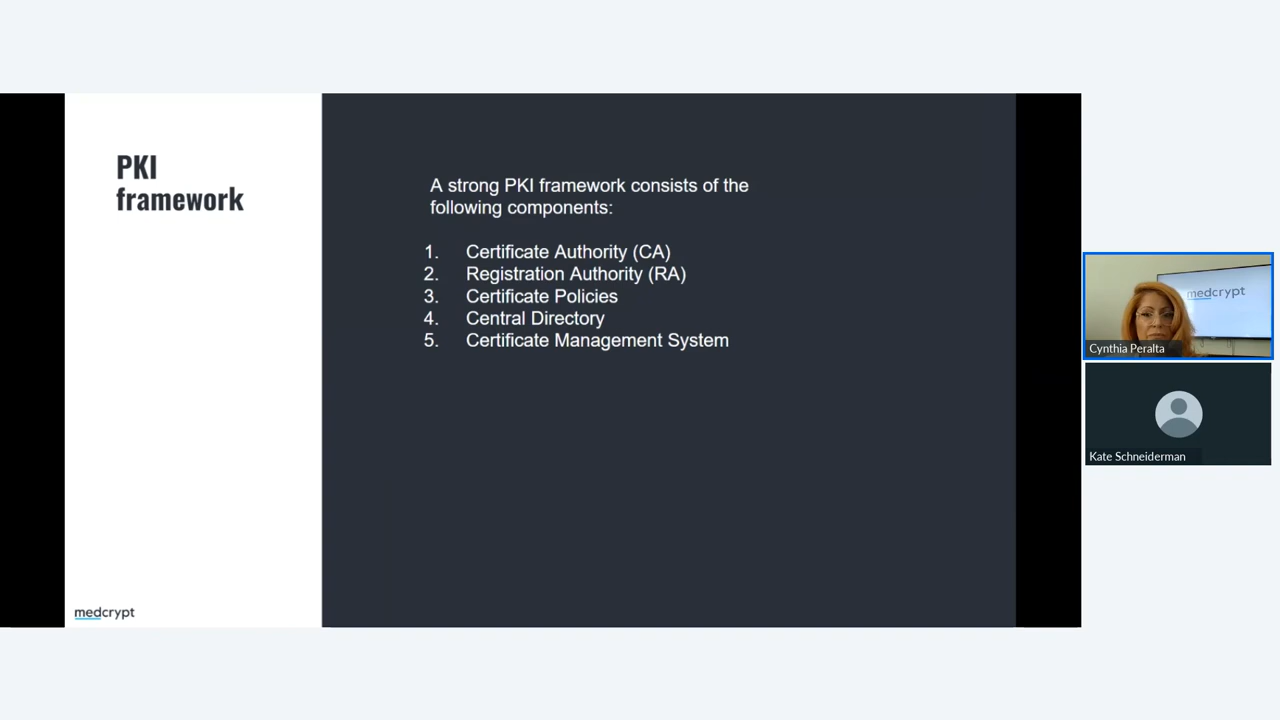 PKI
framework
A strong PKI framework consists of the
following components:
1. Certificate Authority (CA)
2. Registration Authority (RA)
3. Certificate Policies
4. Central Directory
5. Certificate Management System
medcrypt
medcrypt
Cynthia Peralta
Kate Schneiderman